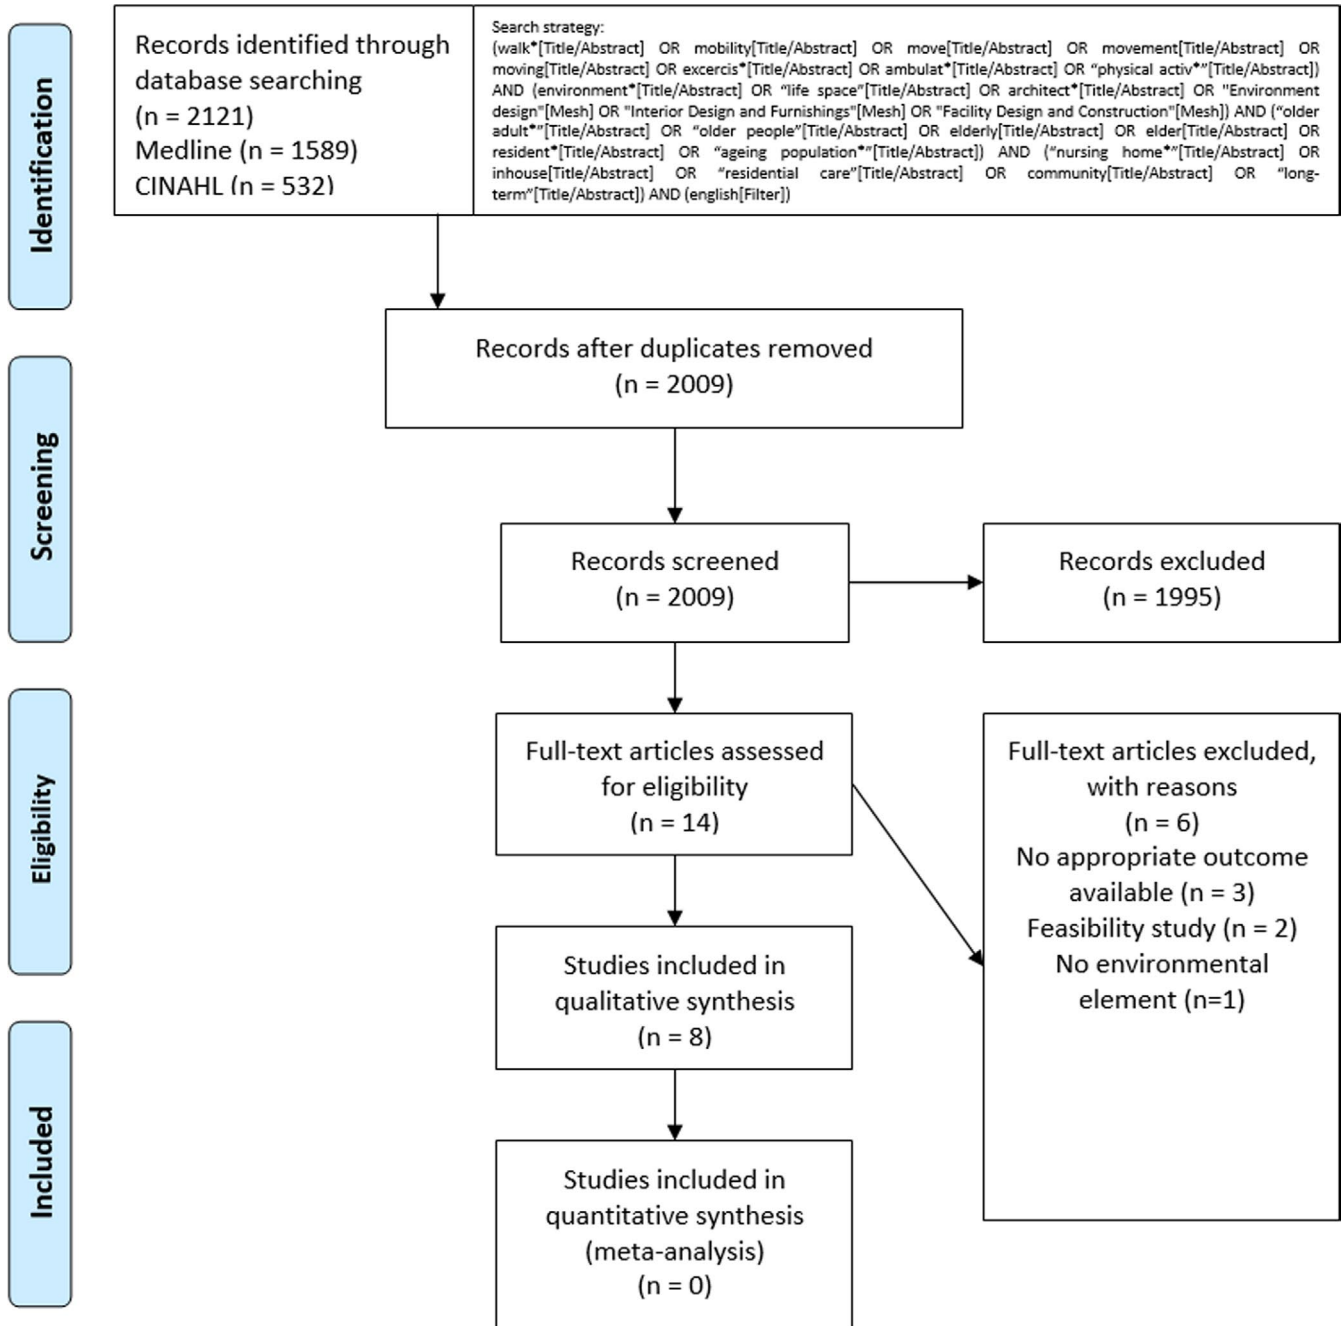 Identification
Records identified through
database searching
(n = 2121)
Medline (n = 1589)
CINAHL (n = 532)
Search strategy:
(walk*[Title/Abstract] OR mobility[Title/Abstract] OR move[Title/Abstract] OR movement[Title/Abstract] OR
moving[Title/Abstract] OR excercis*[Title/Abstract] OR ambulat*[Title/Abstract] OR “physical activ*”[Title/Abstract])
AND (environment*[Title/Abstract] OR “life space”[Title/Abstract] OR architect*[Title/Abstract] OR "Environment
design"[Mesh] OR "Interior Design and Furnishings"[Mesh] OR "Facility Design and Construction"[Mesh]) AND (“older
adult*”[Title/Abstract] OR “older people”[Title/Abstract] OR elderly[Title/Abstract] OR elder[Title/Abstract] OR
resident*[Title/Abstract] OR “ageing population*”[Title/Abstract]) AND (“nursing home*”[Title/Abstract] OR
inhouse[Title/Abstract] OR “residential care”[Title/Abstract] OR community[Title/Abstract] OR “long-
term”[Title/Abstract]) AND (english[Filter])
Records after duplicates removed
(n = 2009)
Screening
Records screened
(n = 2009)
Records excluded
(n = 1995)
Eligibility
Full-text articles assessed
for eligibility
(n = 14)
Full-text articles excluded,
with reasons
(n = 6)
No appropriate outcome
available (n = 3)
Feasibility study (n = 2)
No environmental
element (n=1)
Studies included in
qualitative synthesis
(n = 8)
Included
Studies included in
quantitative synthesis
(meta-analysis)
(n = 0)